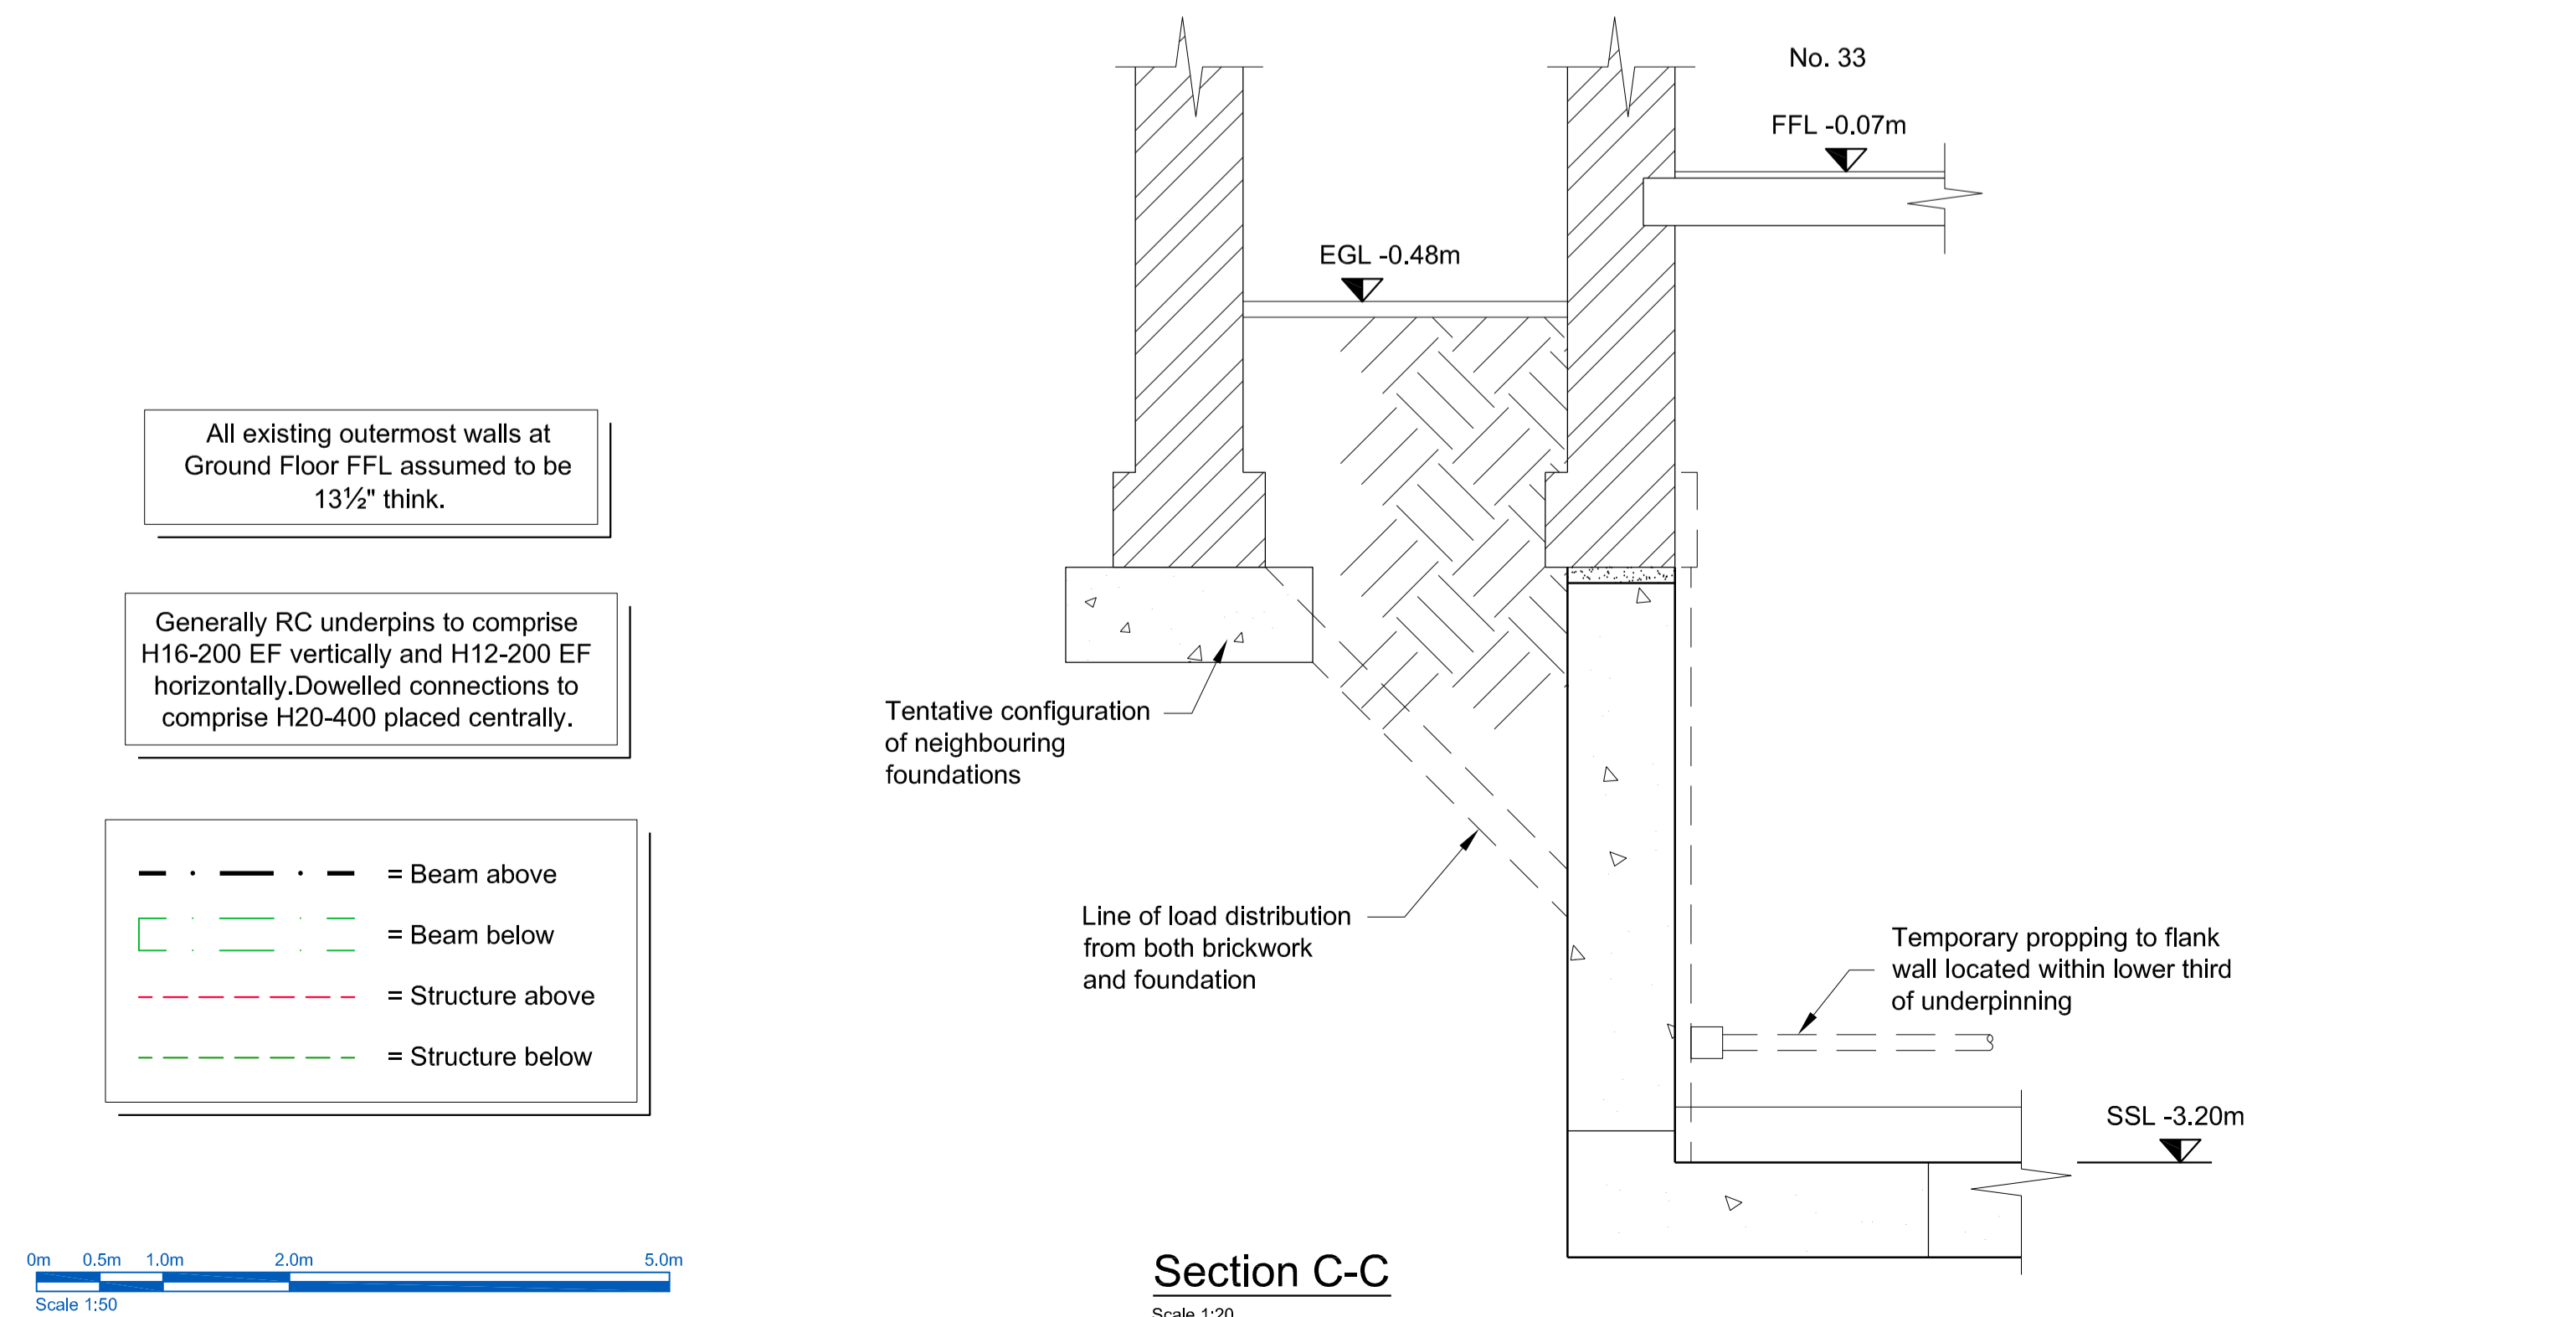 No. 33
FFL -0.07m
EGL -0.48m
All existing outermost walls at
Ground Floor FFL assumed to be
13½" think.
Generally RC underpins to comprise
H16-200 EF vertically and H12-200 EF
horizontally.Dowelled connections to
comprise H20-400 placed centrally.
Tentative configuration
of neighbouring
foundations
= Beam above
= Beam below
= Structure above
= Structure below
Line of load distribution
from both brickwork
and foundation
Temporary propping to flank
wall located within lower third
of underpinning
SSL -3.20m
0m 0.5m 1.0m 2.0m 5.0m
Scale 1:50
Section C-C
Scale 1:20